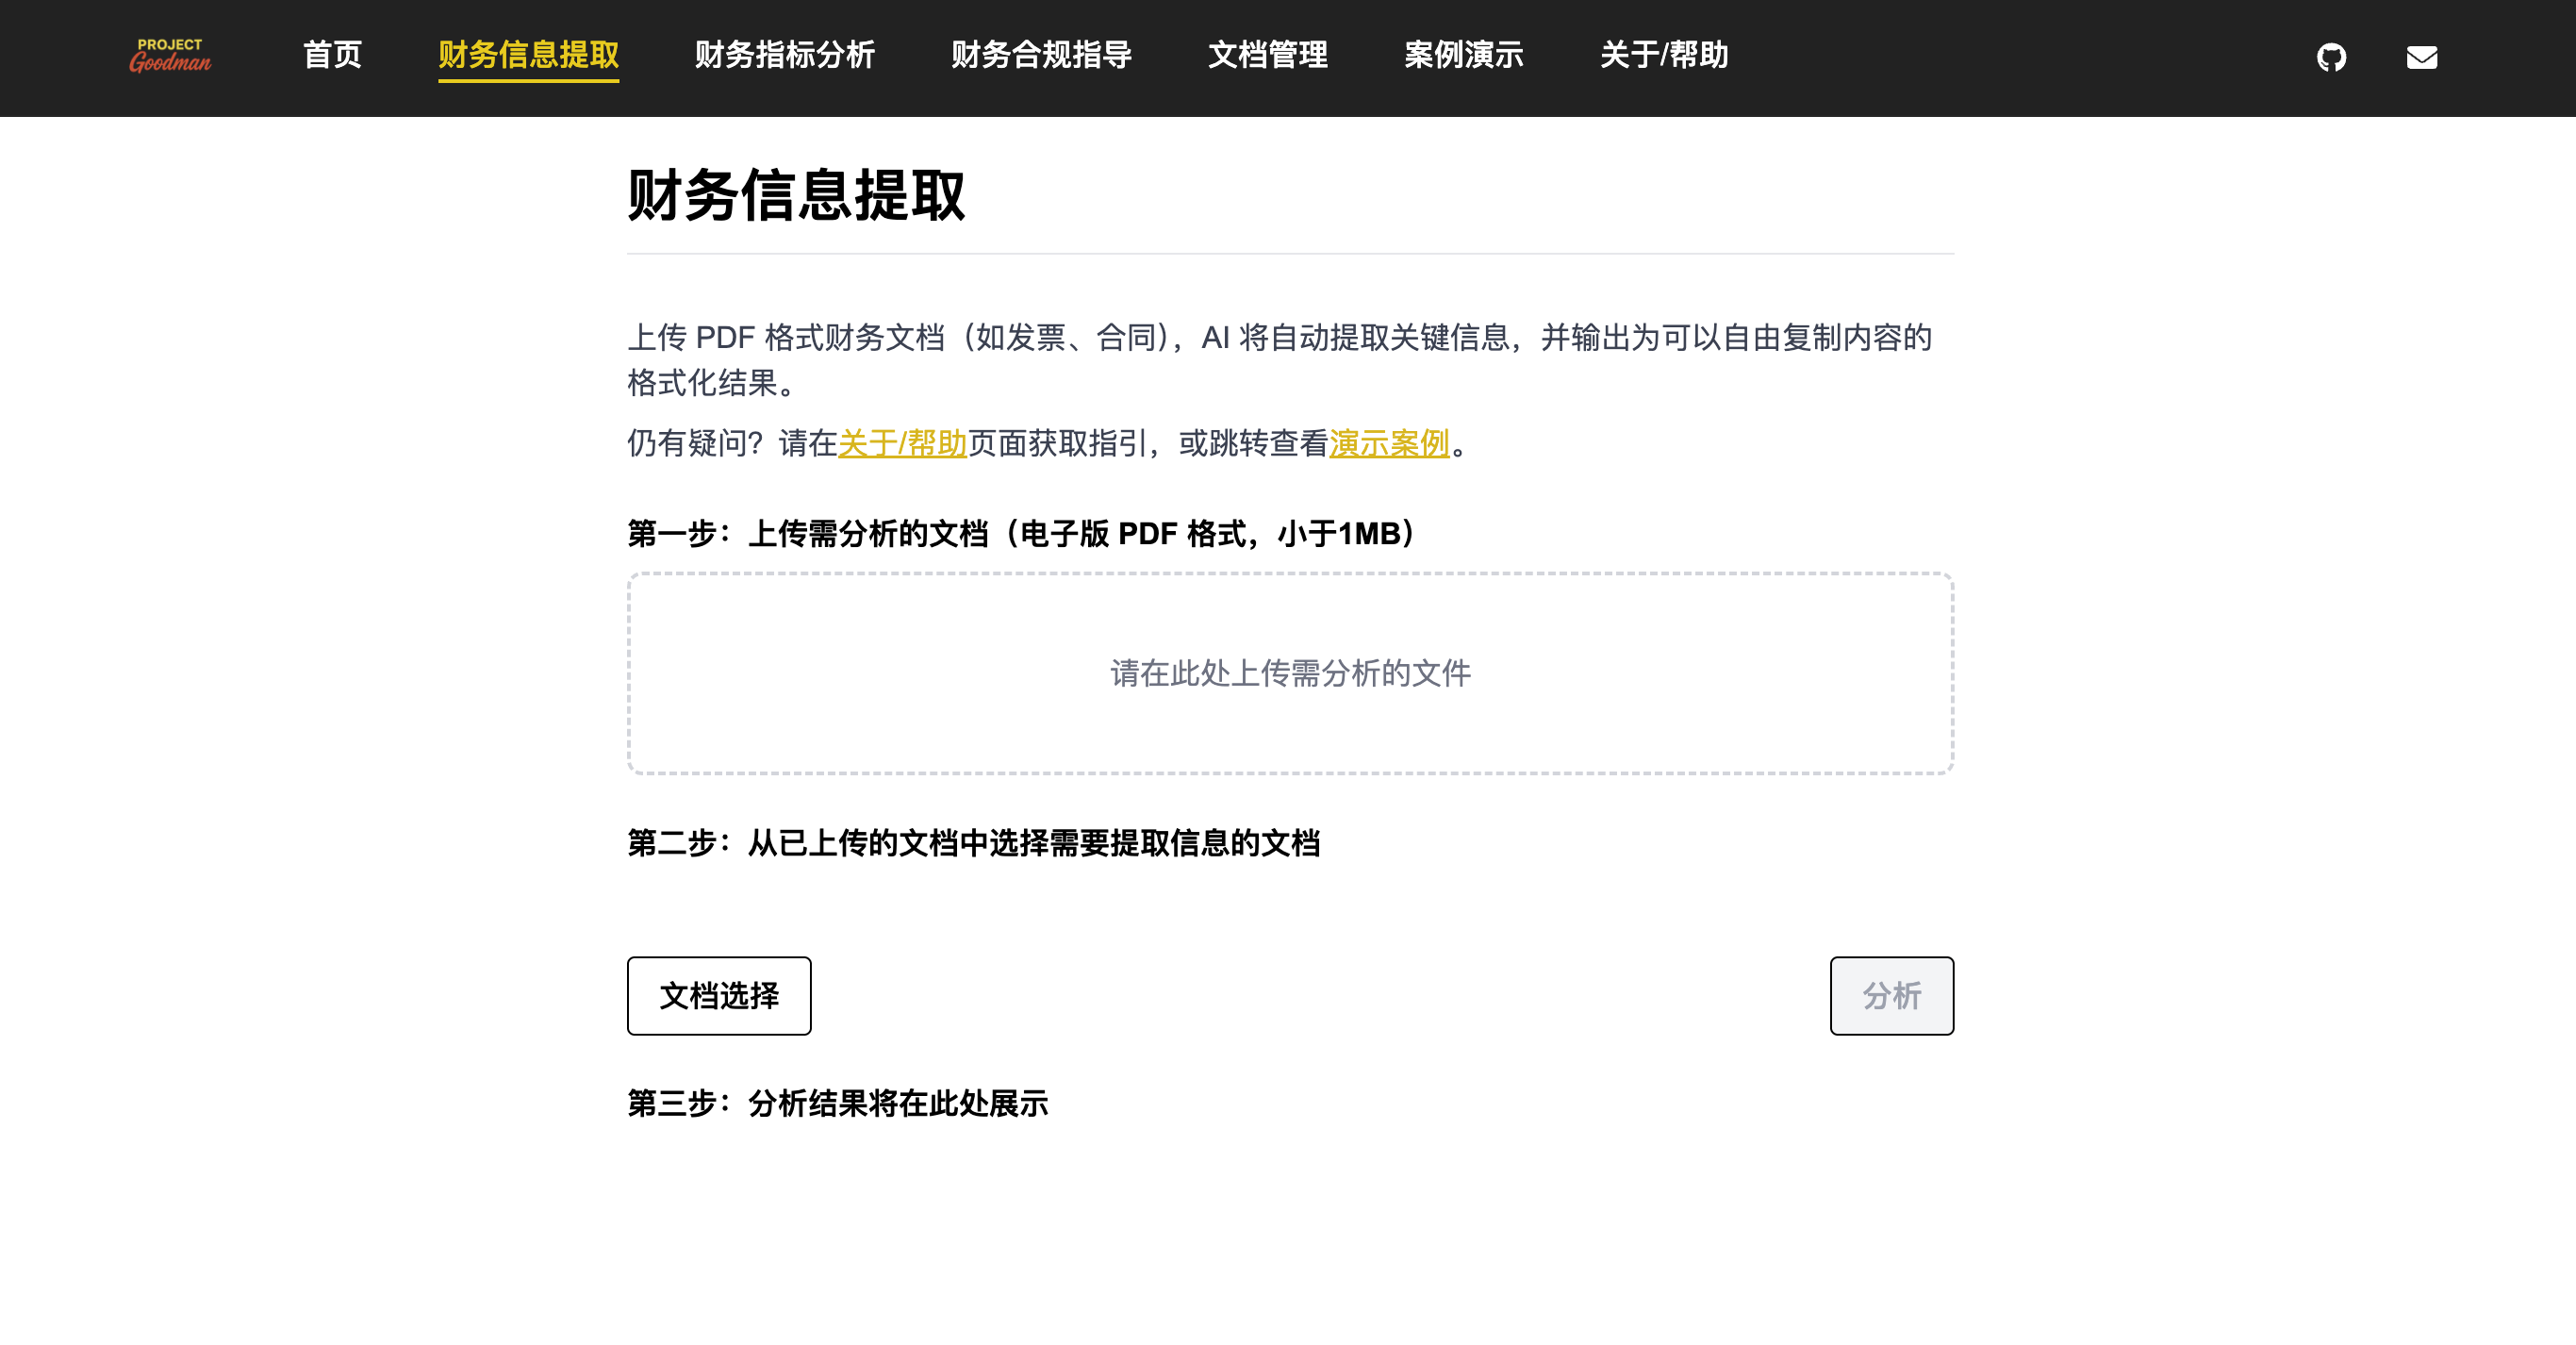 PROJECT
Goodman
首页 财务信息提取 财务指标分析 财务合规指导 文档管理 案例演示 关于/帮助
财务信息提取
上传 PDF 格式财务文档（如发票、合同），AI 将自动提取关键信息，并输出为可以自由复制内容的
格式化结果。
仍有疑问？请在关于/帮助页面获取指引，或跳转查看演示案例。
第一步：上传需分析的文档（电子版 PDF 格式，小于1MB）
请在此处上传需分析的文件
第二步：从已上传的文档中选择需要提取信息的文档
文档选择 分析
第三步：分析结果将在此处展示